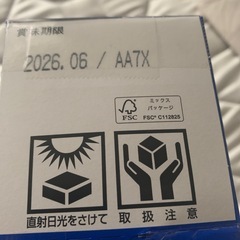 賞味期限
2026.06 / AA7X
FSC
ミックス
パッケージ
FSC® C112825
直射日光をさけて
取扱注意